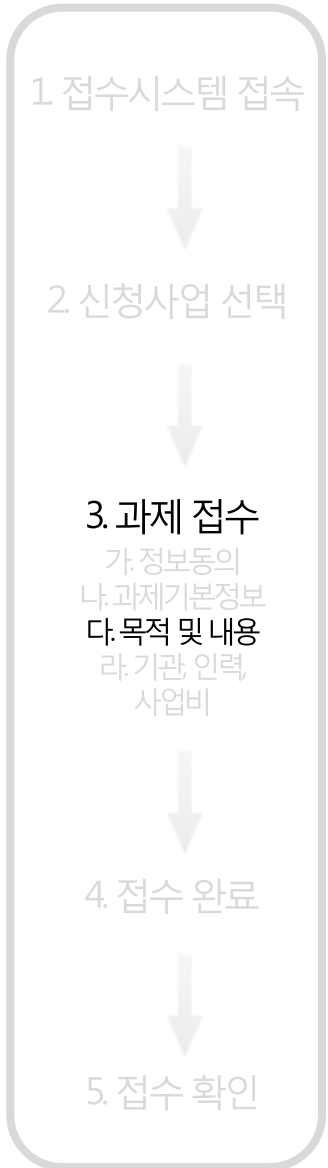 1. 접수시스템 접속
2. 신청사업 선택
3. 과제 접수
가. 정보동의
나. 과제기본정보
다. 목적 및 내용
라. 기관, 인력,
사업비
4. 접수 완료
5. 접수 확인